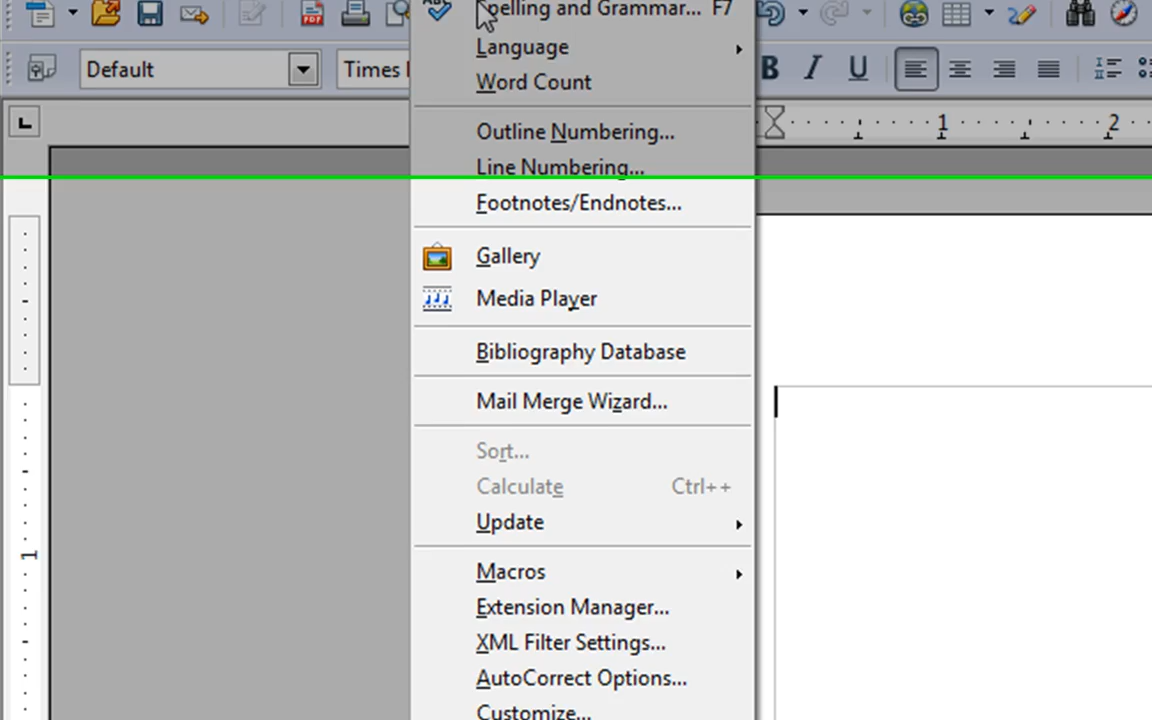 Spelling and Grammar... F7
Language
Word Count
Default
Times
B I U
1 2
Outline Numbering...
Line Numbering...
Footnotes/Endnotes...
Gallery
Media Player
Bibliography Database
Mail Merge Wizard...
Sort...
Calculate Ctrl++
Update
1
Macros
Extension Manager...
XML Filter Settings...
AutoCorrect Options...
Customize...